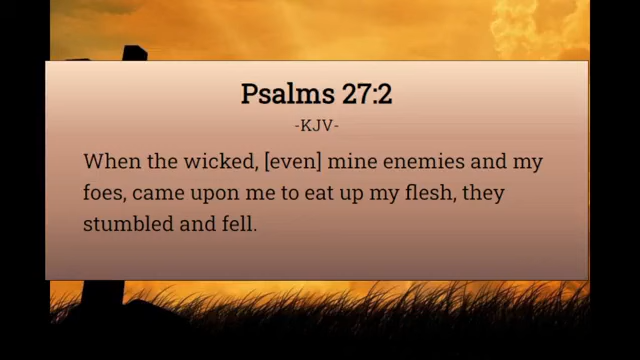 Psalms 27:2
-KJV-
When the wicked, [even] mine enemies and my
foes, came upon me to eat up my flesh, they
stumbled and fell.